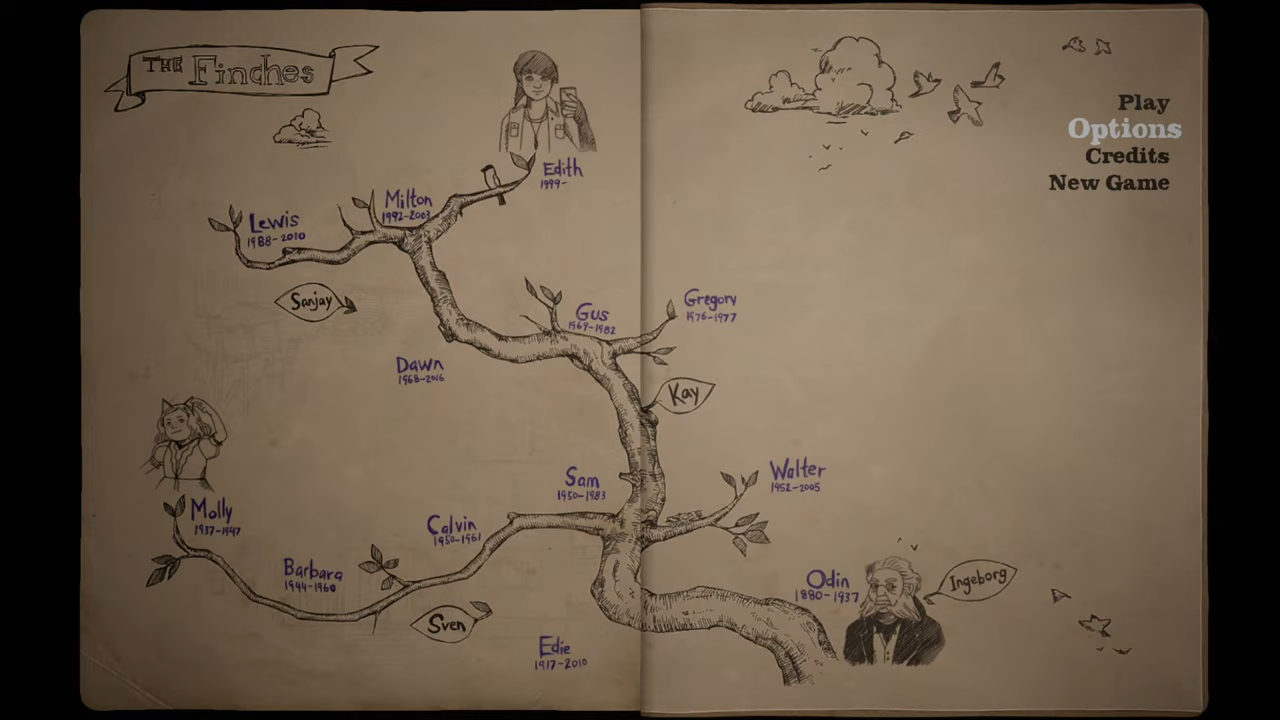 THE Finches
Play
Options
Credits
New Game
Edith
1999-
Milton
1992-2003
Lewis
1988-2010
Sanjay
Gregory
1976-1977
Gus
1969-1982
Dawn
1968-2016
Kay
Walter
1952-2005
Sam
1950-1983
Molly
1937-1947
Calvin
1950-1961
Barbara
1944-1960
Odin
1880-1937
Ingeborg
Sven
Edie
1917-2010